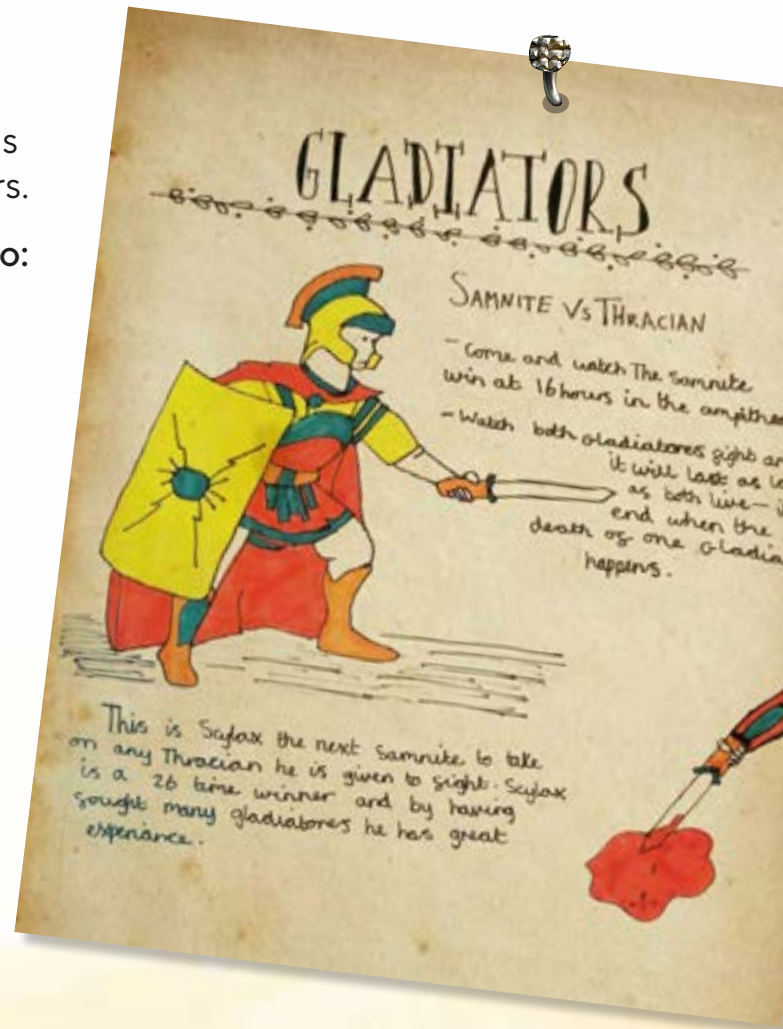 s
rs.
o:
GLADIATORS
SAMNITE VS THRACIAN
- Come and watch The Samnite
win at 16hours in the ampithea
- Watch both gladiatores fight an
it will last as lo
as both live— i
end when the
death of one Gladia
happens.
This is Scylax the next Samnite to take
on any Thracian he is given to fight. Scylax
is a 26 time winner and by having
fought many gladiatores he has great
experiance.